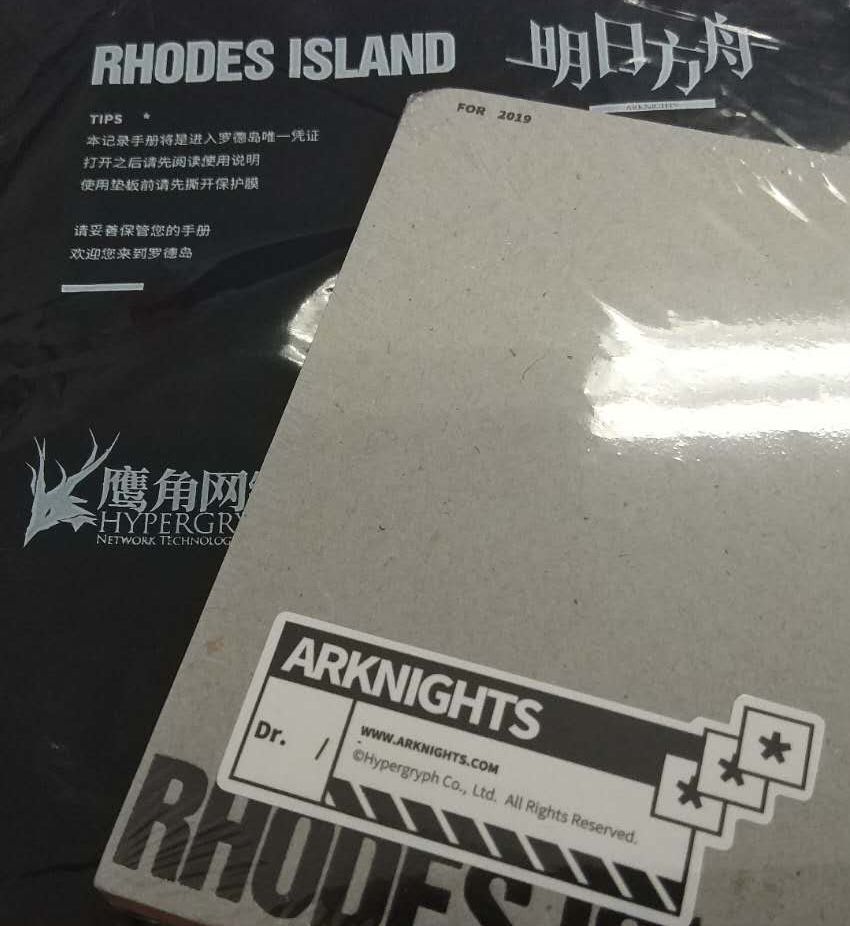 RHODES ISLAND
明日方舟
ARKNIGHTS
TIPS *
本记录手册将是进入罗德岛唯一凭证
打开之后请先阅读使用说明
使用垫板前请先撕开保护膜
请妥善保管您的手册
欢迎您来到罗德岛
FOR 2019
鹰角网
HYPERGRY
NETWORK TECHNOLOG
ARKNIGHTS
Dr. /
WWW.ARKNIGHTS.COM
©Hypergryph Co., Ltd. All Rights Reserved.
* * *
RHODES IS